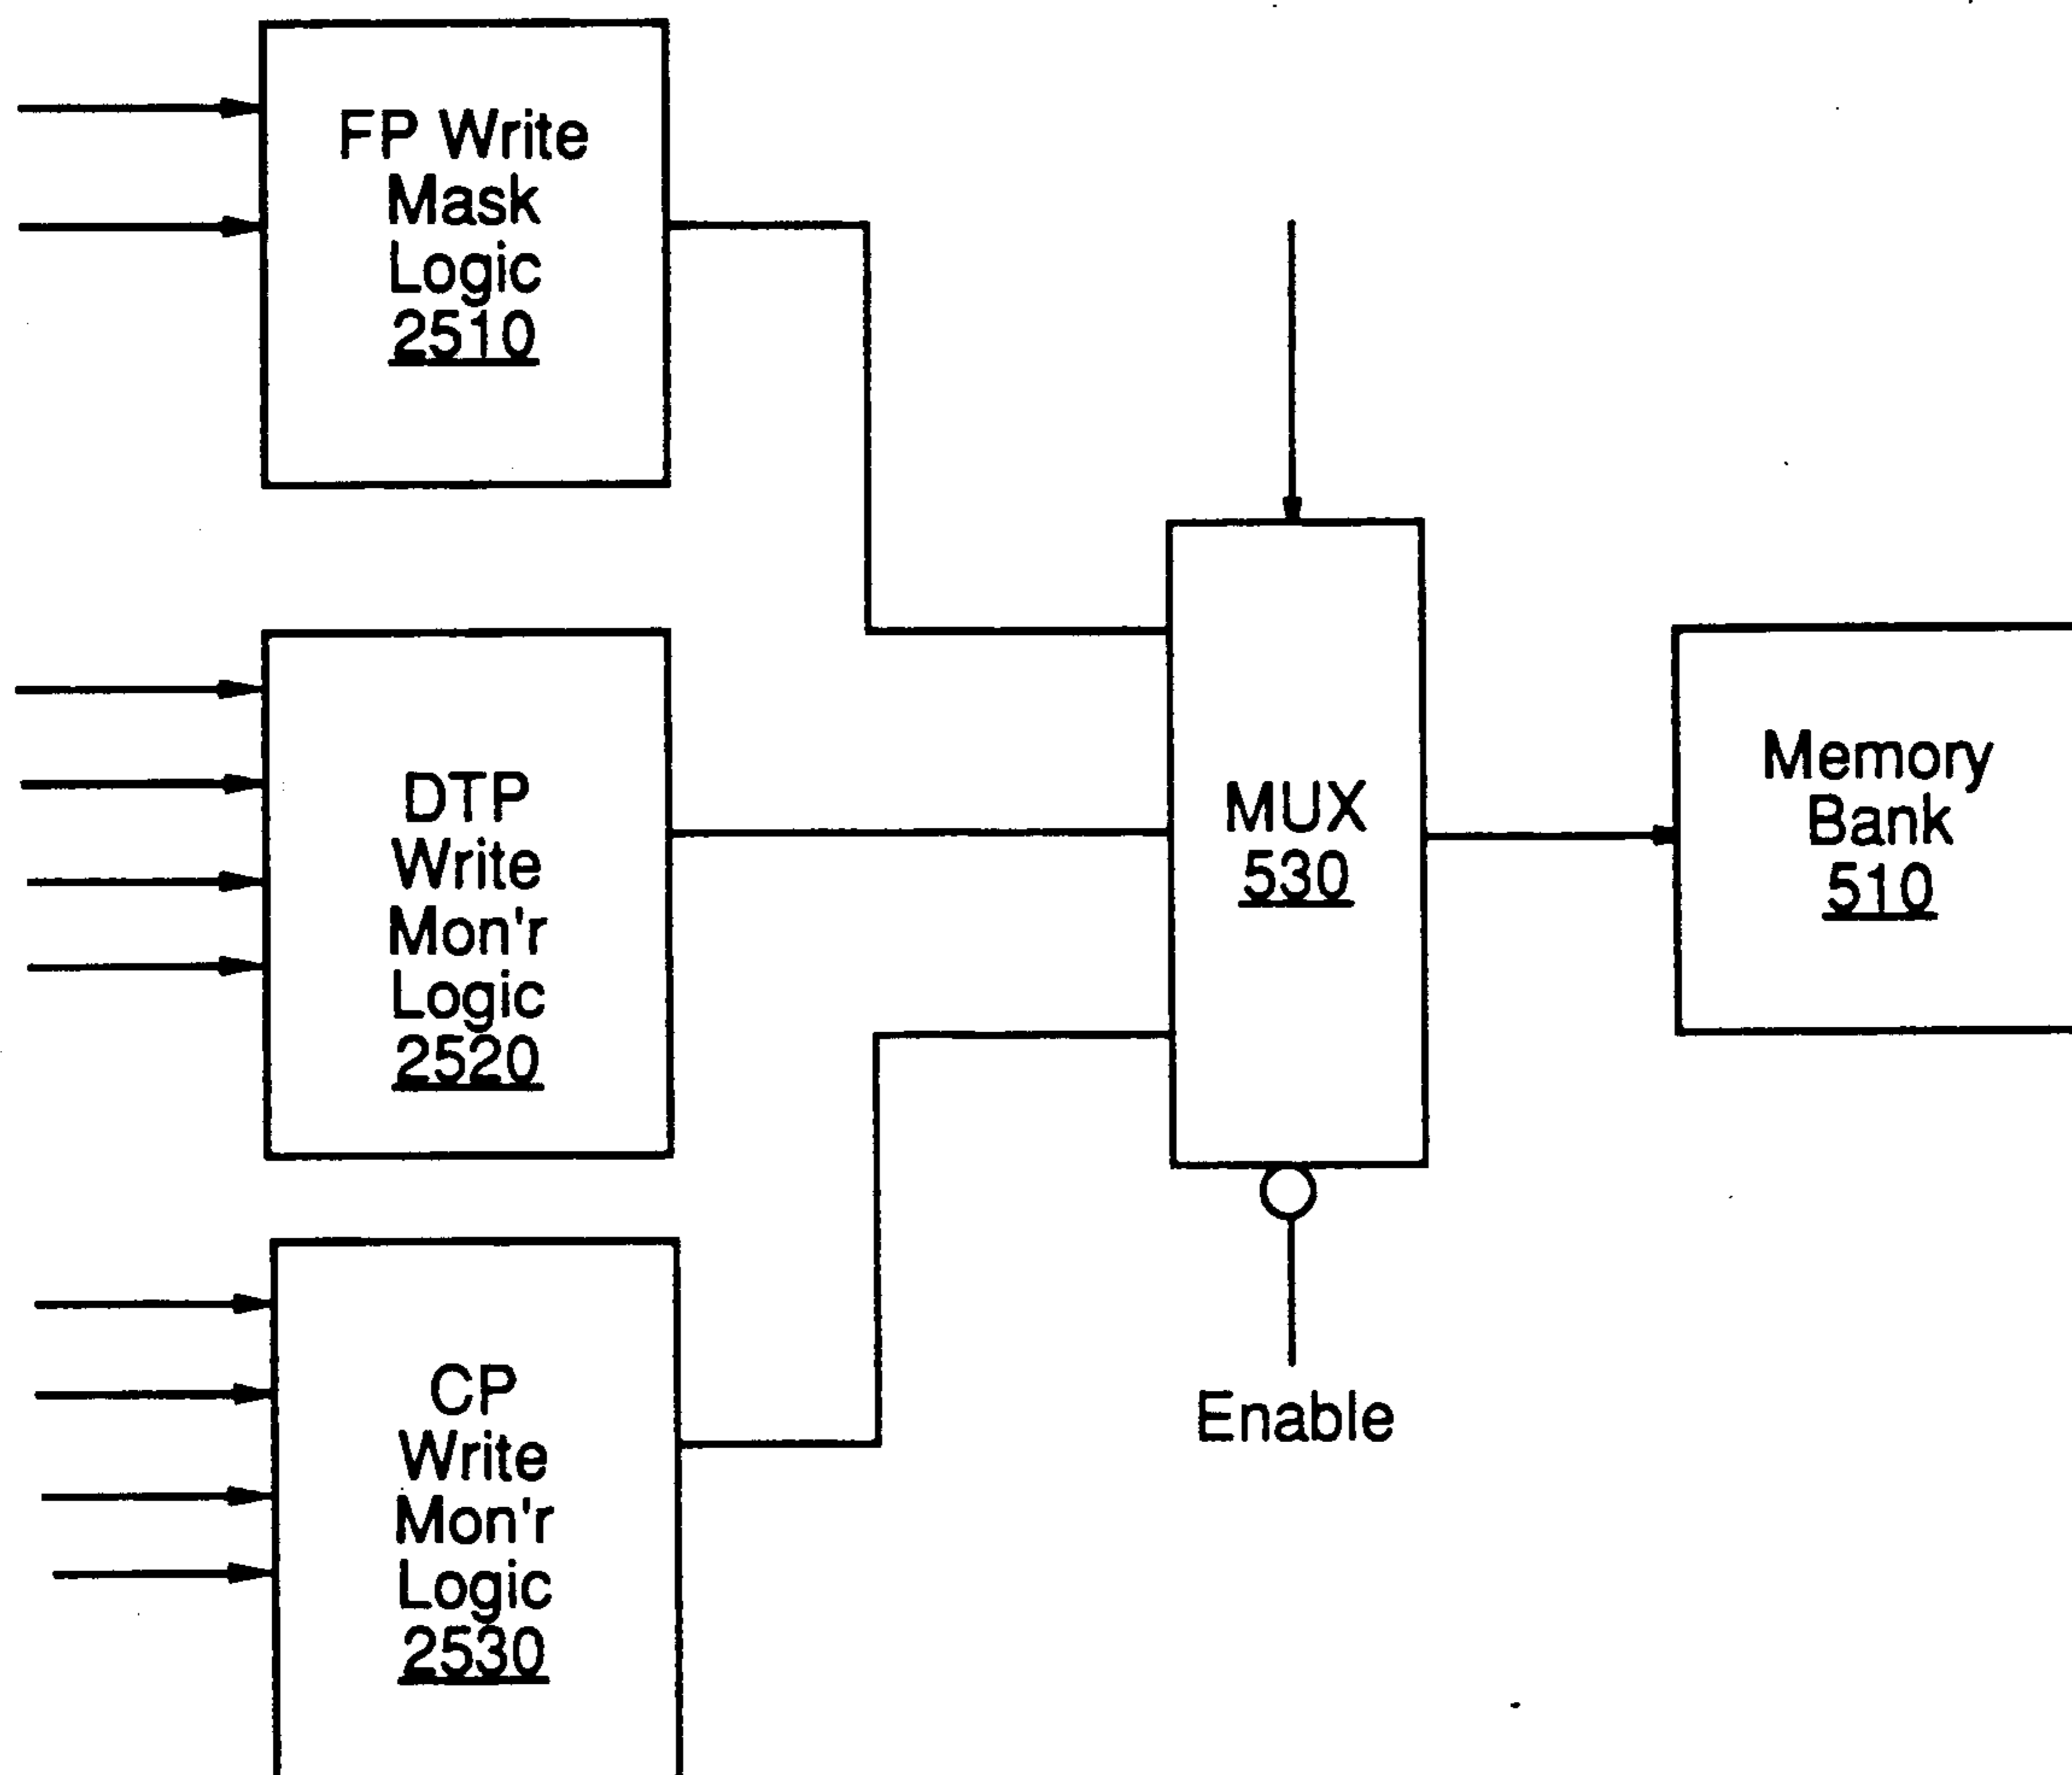 FP Write
Mask
Logic
2510
DTP
Write
Mon'r
Logic
2520
CP
Write
Mon'r
Logic
2530
MUX
530
Enable
Memory
Bank
510